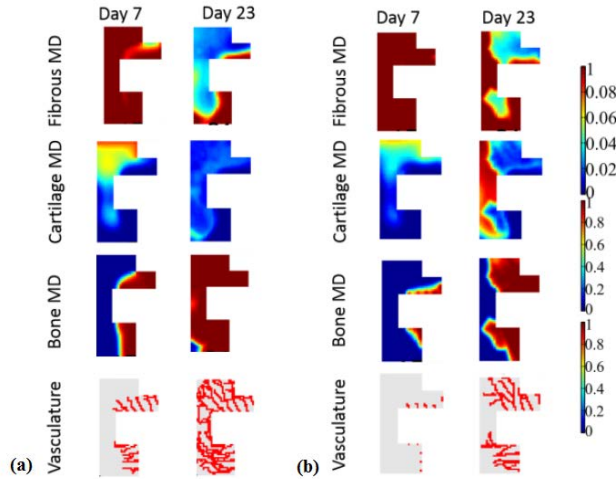 Day 7 Day 23
Day 7 Day 23
Fibrous MD
Cartilage MD
Bone MD
Vasculature
(a)
Fibrous MD
Cartilage MD
Bone MD
Vasculature
(b)
1
0.08
0.06
0.04
0.02
1
0.8
0.6
0.4
0.2
0
1
0.8
0.6
0.4
0.2
0